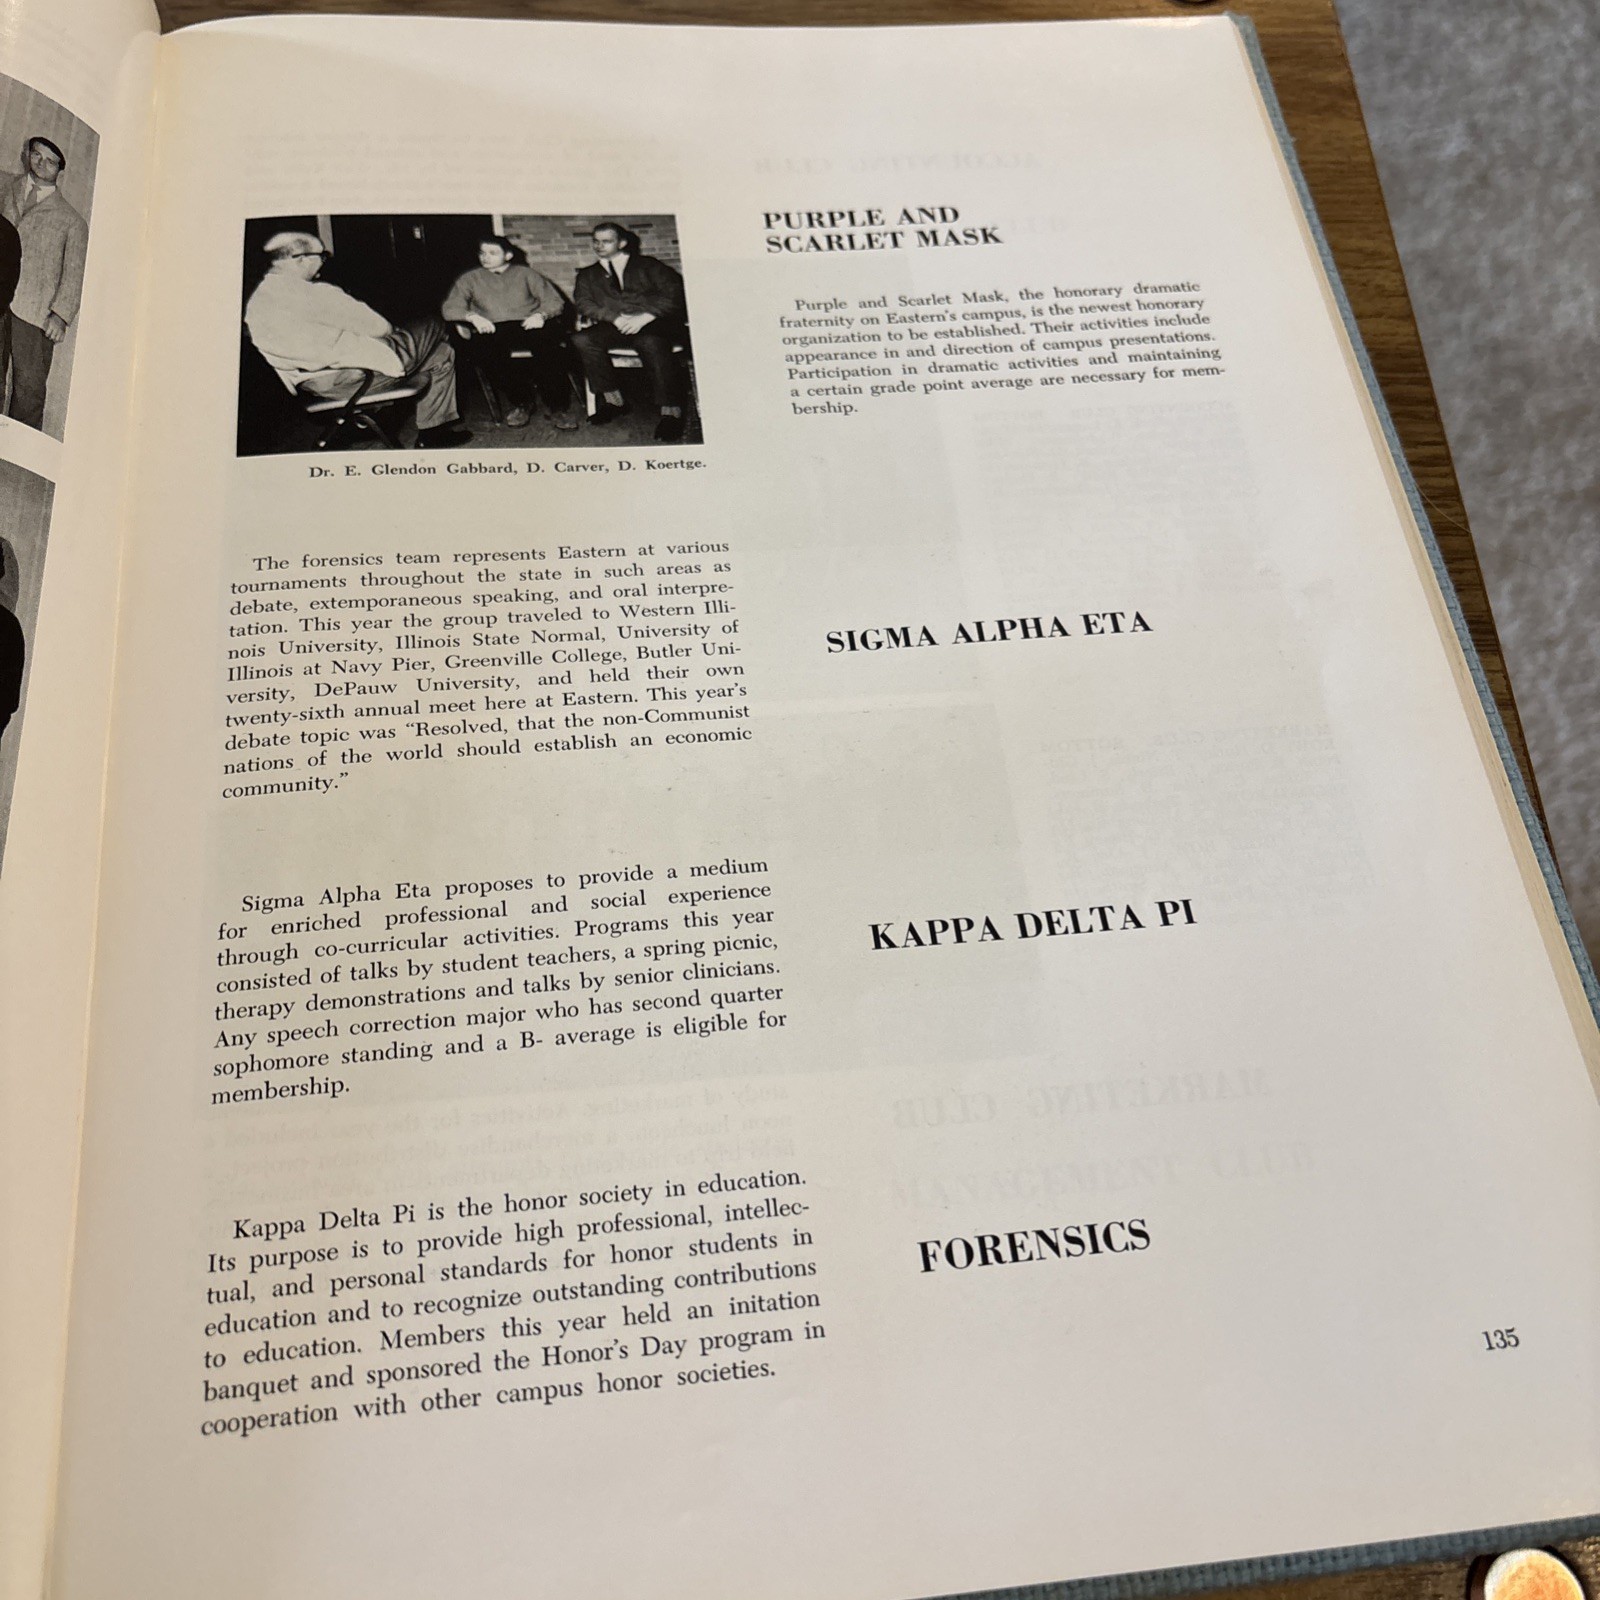 PURPLE AND
SCARLET MASK
Purple and Scarlet Mask, the honorary dramatic
fraternity on Eastern's campus, is the newest honorary
organization to be established. Their activities include
appearance in and direction of campus presentations.
Participation in dramatic activities and maintaining
a certain grade point average are necessary for mem-
bership.
Dr. E. Glendon Gabbard, D. Carver, D. Koertge.
The forensics team represents Eastern at various
tournaments throughout the state in such areas as
debate, extemporaneous speaking, and oral interpre-
tation. This year the group traveled to Western Illi-
nois University, Illinois State Normal, University of
Illinois at Navy Pier, Greenville College, Butler Uni-
versity, DePauw University, and held their own
twenty-sixth annual meet here at Eastern. This year's
debate topic was “Resolved, that the non-Communist
nations of the world should establish an economic
community.”
SIGMA ALPHA ETA
Sigma Alpha Eta proposes to provide a medium
for enriched professional and social experience
through co-curricular activities. Programs this year
consisted of talks by student teachers, a spring picnic,
therapy demonstrations and talks by senior clinicians.
Any speech correction major who has second quarter
sophomore standing and a B- average is eligible for
membership.
KAPPA DELTA PI
Kappa Delta Pi is the honor society in education.
Its purpose is to provide high professional, intellec-
tual, and personal standards for honor students in
education and to recognize outstanding contributions
to education. Members this year held an initation
banquet and sponsored the Honor's Day program in
cooperation with other campus honor societies.
FORENSICS
135